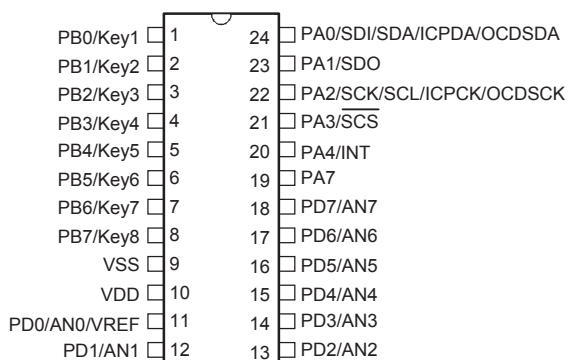 PB0/Key1 1 24 PA0/SDI/SDA/ICPDA/OCDSDA
PB1/Key2 2 23 PA1/SDO
PB2/Key3 3 22 PA2/SCK/SCL/ICPCK/OCDSCK
PB3/Key4 4 21 PA3/SCS
PB4/Key5 5 20 PA4/INT
PB5/Key6 6 19 PA7
PB6/Key7 7 18 PD7/AN7
PB7/Key8 8 17 PD6/AN6
VSS 9 16 PD5/AN5
VDD 10 15 PD4/AN4
PD0/AN0/VREF 11 14 PD3/AN3
PD1/AN1 12 13 PD2/AN2